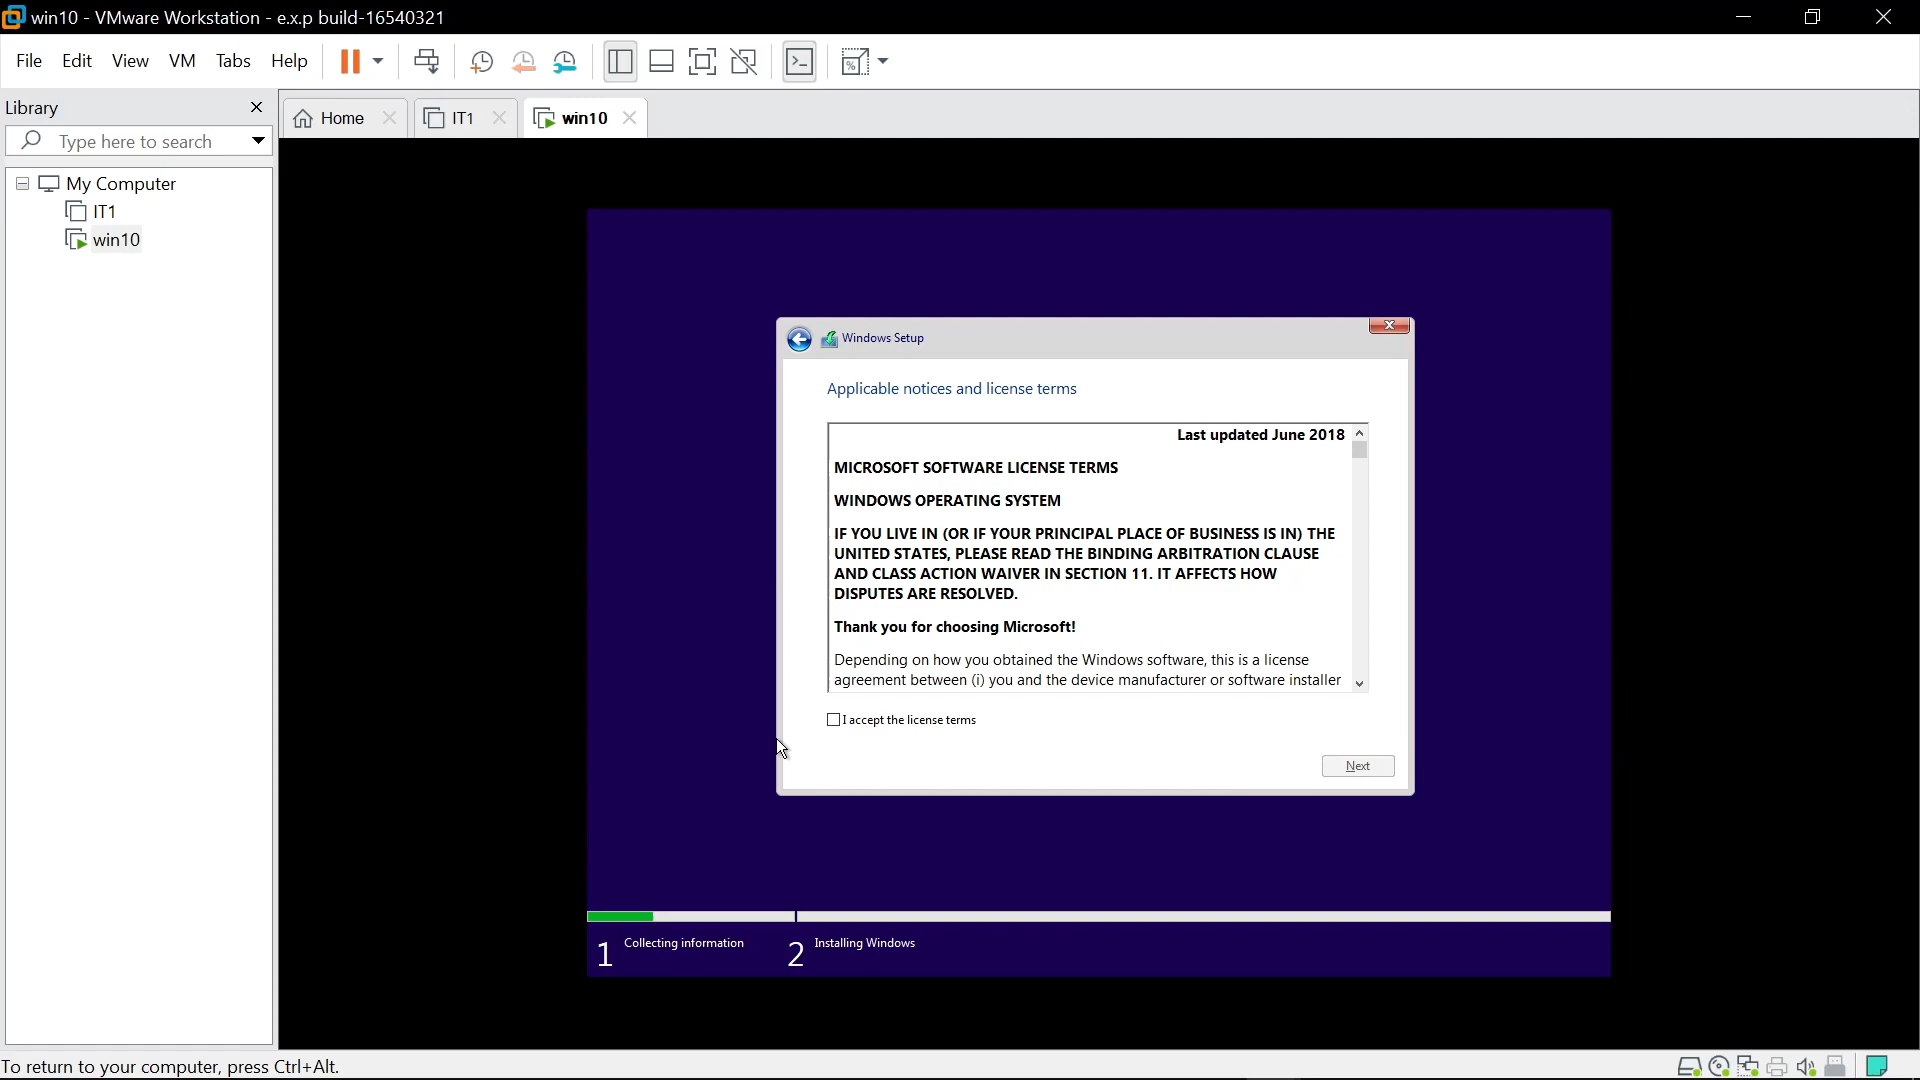 win10 - VMware Workstation - e.x.p build-16540321
File Edit View VM Tabs Help
Library
Type here to search
Home
IT1
win10
My Computer
IT1
win10
Windows Setup
Applicable notices and license terms
Last updated June 2018
MICROSOFT SOFTWARE LICENSE TERMS
WINDOWS OPERATING SYSTEM
IF YOU LIVE IN (OR IF YOUR PRINCIPAL PLACE OF BUSINESS IS IN) THE
UNITED STATES, PLEASE READ THE BINDING ARBITRATION CLAUSE
AND CLASS ACTION WAIVER IN SECTION 11. IT AFFECTS HOW
DISPUTES ARE RESOLVED.
Thank you for choosing Microsoft!
Depending on how you obtained the Windows software, this is a license
agreement between (i) you and the device manufacturer or software installer
I accept the license terms
Next
1 Collecting information
2 Installing Windows
To return to your computer, press Ctrl+Alt.